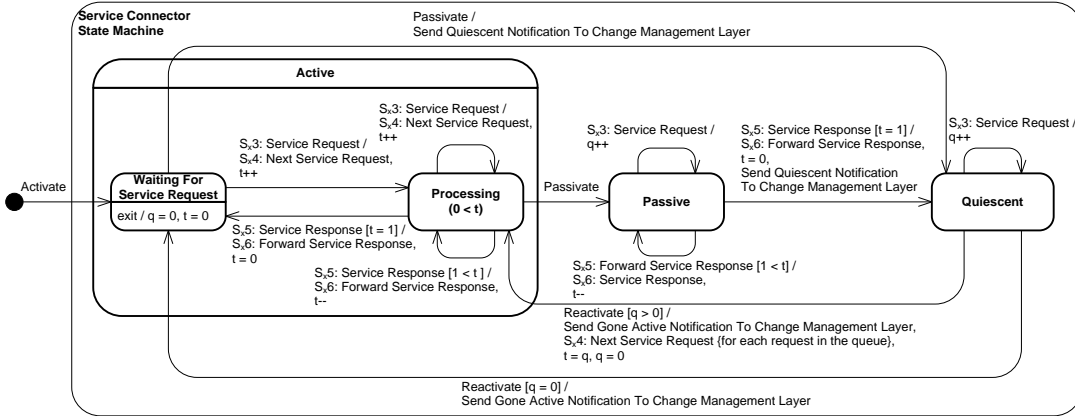 Service Connector
State Machine
Passivate /
Send Quiescent Notification To Change Management Layer
Active
Sx3: Service Request /
Sx4: Next Service Request,
t++
Sx3: Service Request /
Sx4: Next Service Request,
t++
Sx3: Service Request /
q++
Sx5: Service Response [t = 1] /
Sx6: Forward Service Response,
t = 0,
Send Quiescent Notification
To Change Management Layer
Sx3: Service Request /
q++
Activate
Waiting For
Service Request
exit / q = 0, t = 0
Processing
(0 < t)
Passivate
Passive
Quiescent
Sx5: Service Response [t = 1] /
Sx6: Forward Service Response,
t = 0
Sx5: Service Response [1 < t ] /
Sx6: Forward Service Response,
t--
Sx5: Forward Service Response [1 < t] /
Sx6: Service Response,
t--
Reactivate [q > 0] /
Send Gone Active Notification To Change Management Layer,
Sx4: Next Service Request {for each request in the queue},
t = q, q = 0
Reactivate [q = 0] /
Send Gone Active Notification To Change Management Layer